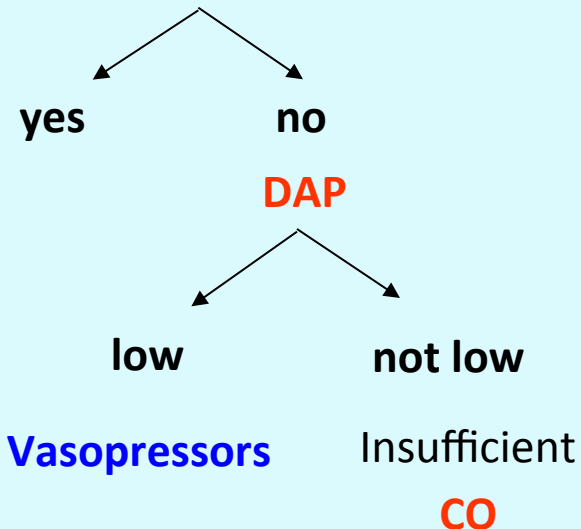 yes no
DAP
low not low
Vasopressors Insufficient
CO